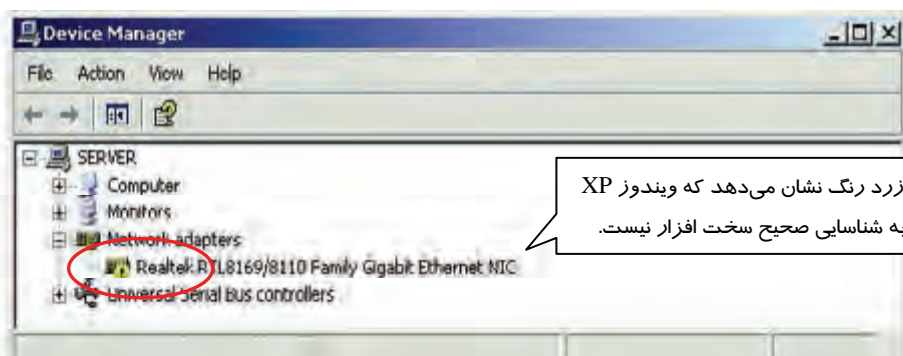 Device Manager
File Action View Help
SERVER
Computer
Monitors
Network adapters
Realtek RTL8169/8110 Family Gigabit Ethernet NIC
Universal Serial Bus controllers
زرد رنگ نشان می‌دهد که ویندوز XP
به شناسایی صحیح سخت افزار نیست.